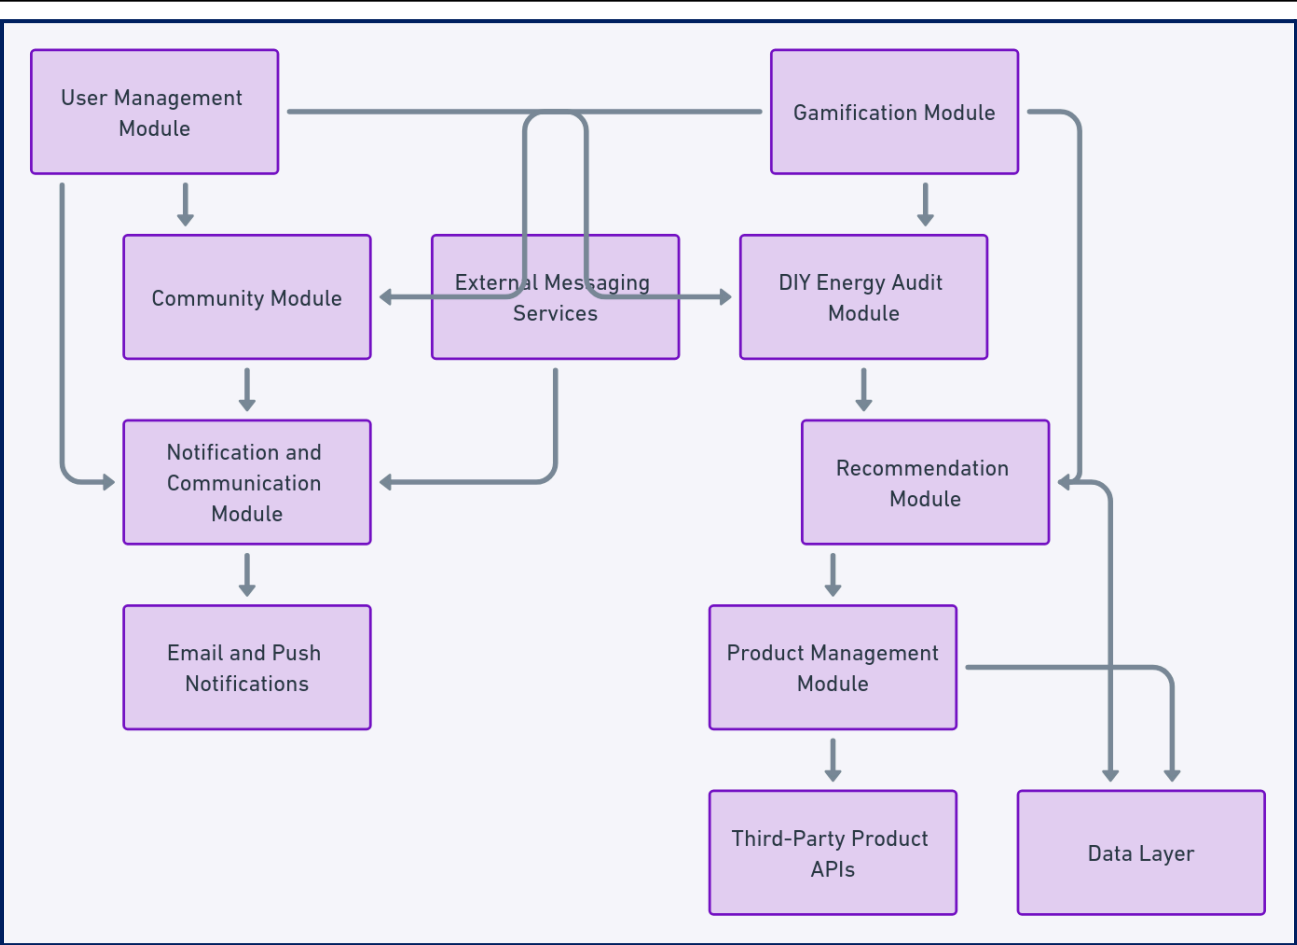 User Management
Module
Gamification Module
Community Module
External Messaging
Services
DIY Energy Audit
Module
Notification and
Communication
Module
Recommendation
Module
Email and Push
Notifications
Product Management
Module
Third-Party Product
APIs
Data Layer